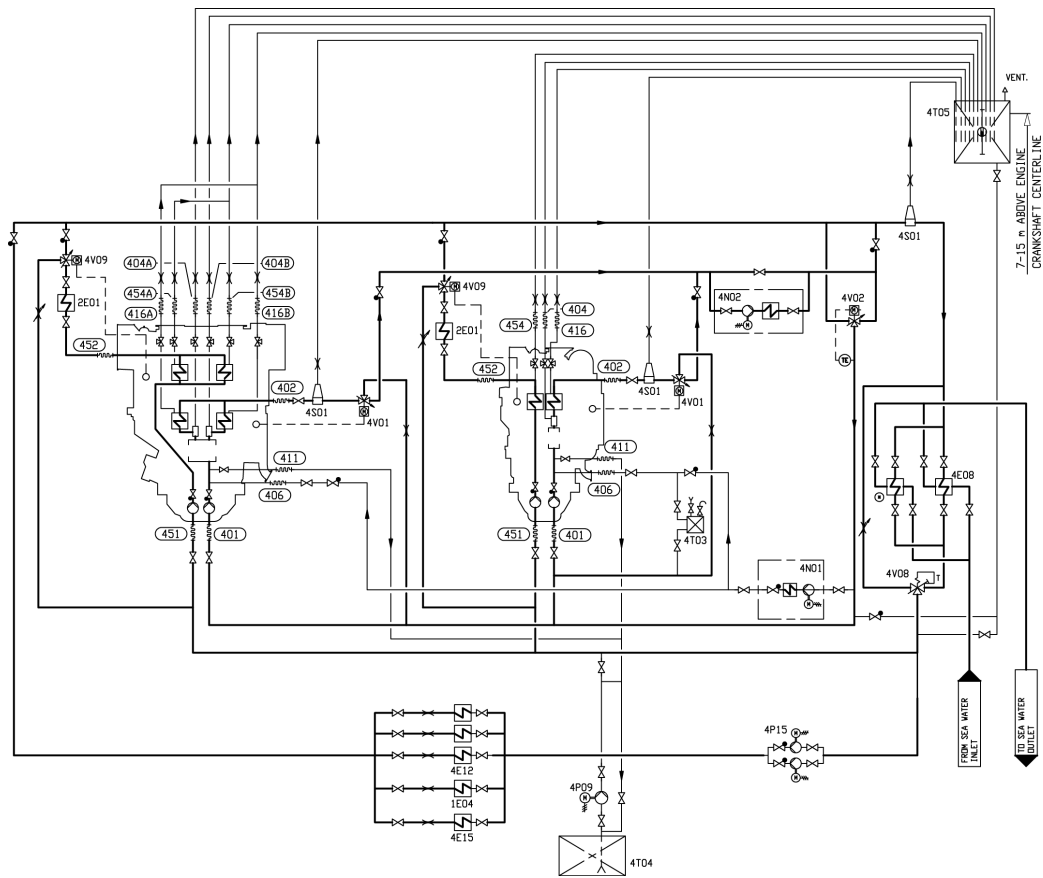 VENT.
4T05
7-15 m ABOVE ENGINE
CRANKSHAFT CENTERLINE
4S01
4V09
404A
404B
4V09
4N02
4V02
2E01
454A
454B
404
416A
416B
454
416
2E01
TE
452
452
402
402
4S01
4V01
4S01
4V01
411
411
4E08
406
406
M
451
401
451
401
4T03
4N01
4V08
T
M
FROM SEA WATER
INLET
TO SEA WATER
OUTLET
4P15
M
M
4E12
1E04
4P09
M
4E15
4T04